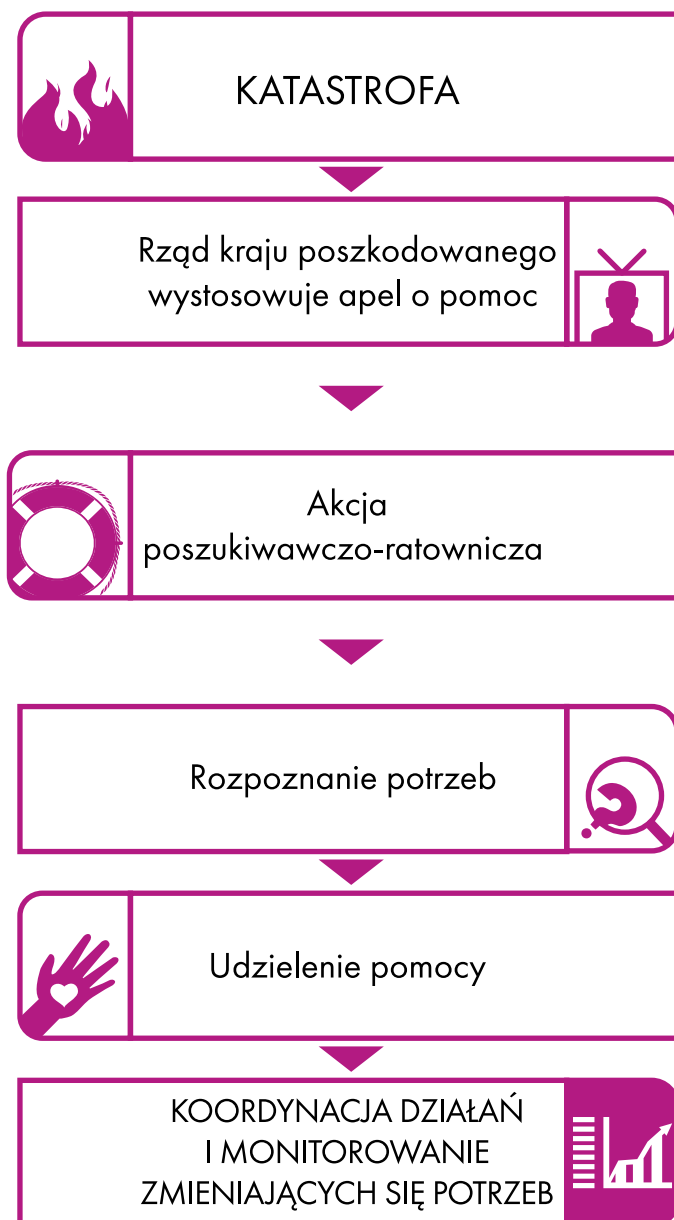 KATASTROFA
Rząd kraju poszkodowanego
wystosowuje apel o pomoc
Akcja
poszukiwawczo-ratownicza
Rozpoznanie potrzeb
Udzielenie pomocy
KOORDYNACJA DZIAŁAŃ
I MONITOROWANIE
ZMIENIAJĄCYCH SIĘ POTRZEB